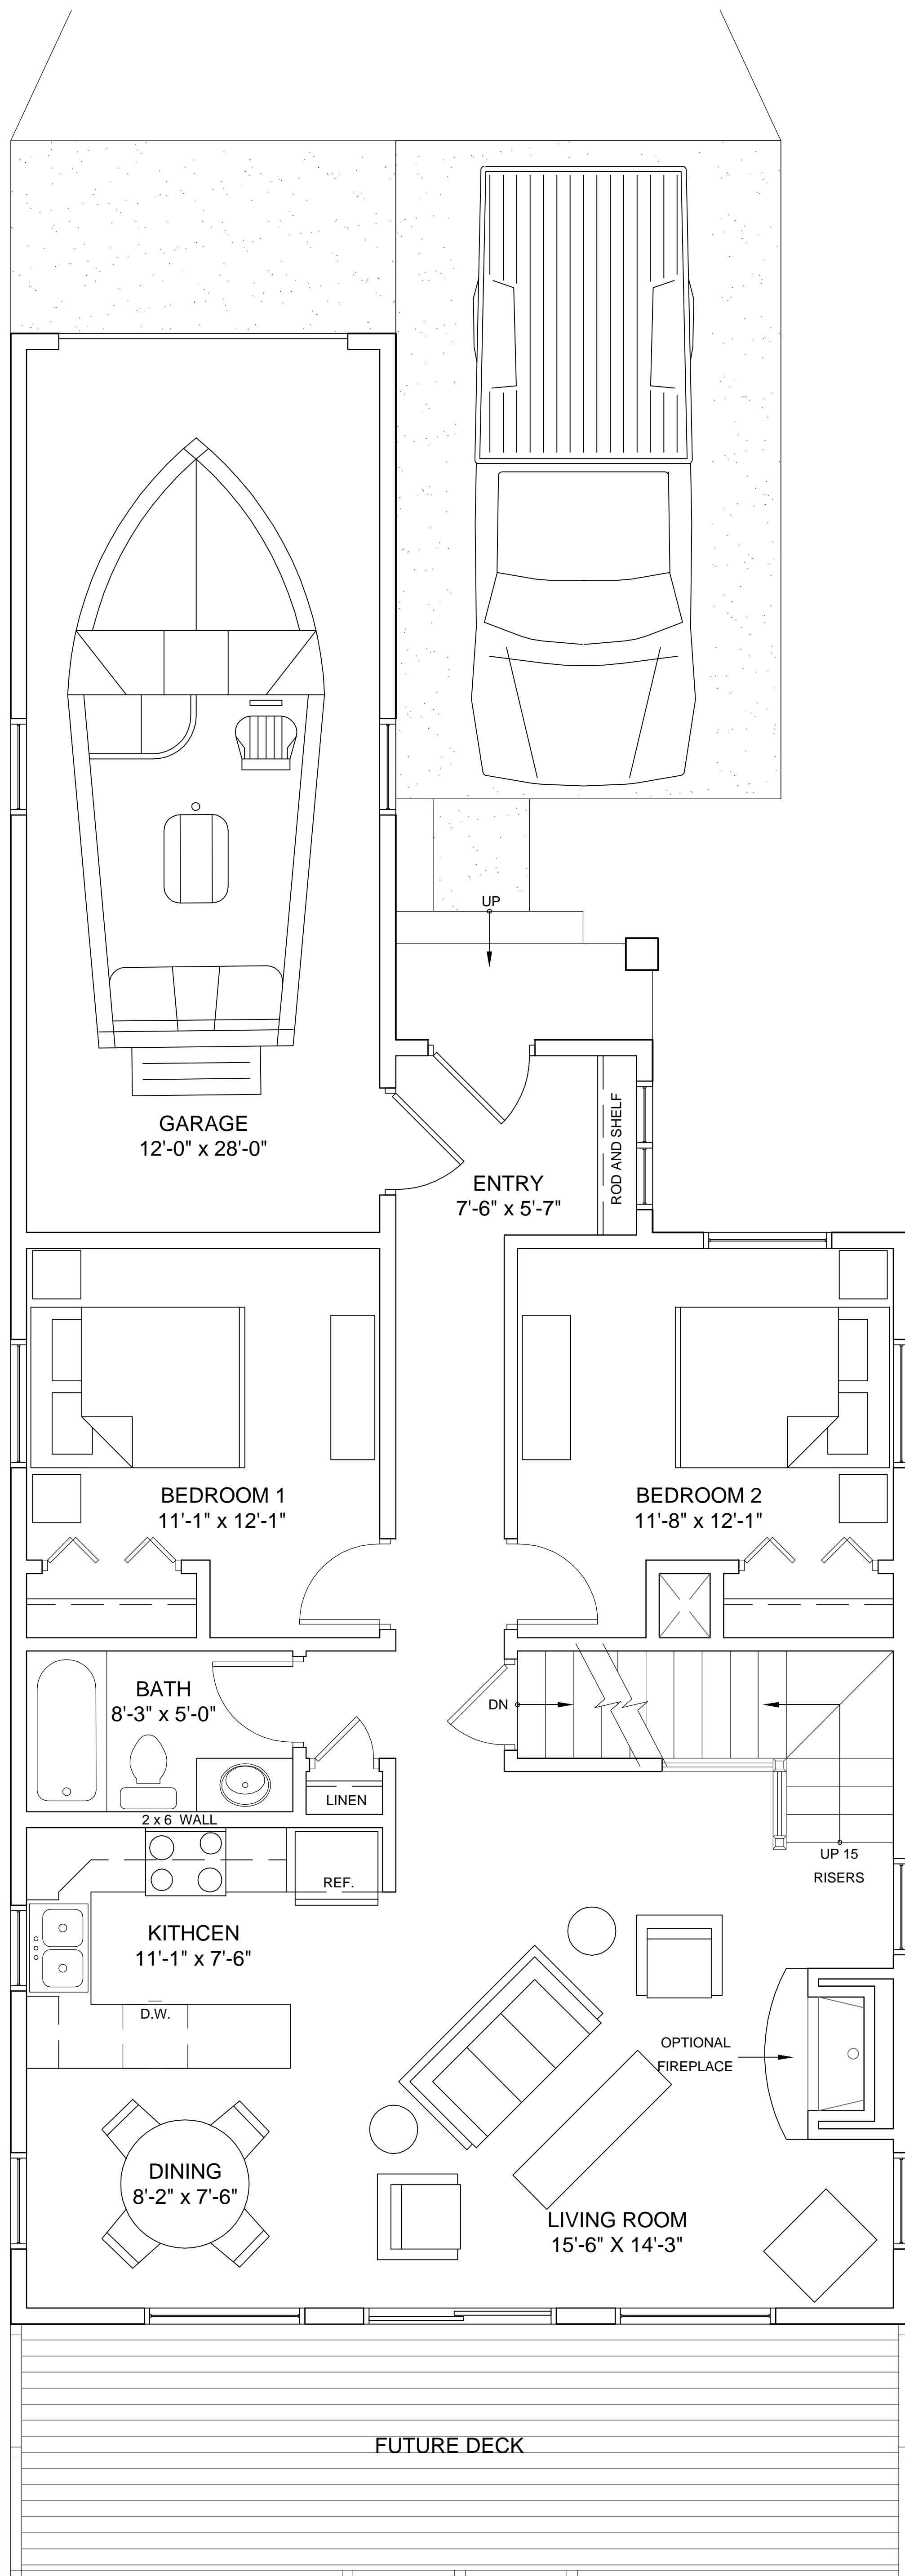 UP
ROD AND SHELF
GARAGE
12'-0" x 28'-0"
ENTRY
7'-6" x 5'-7"
BEDROOM 1
11'-1" x 12'-1"
BEDROOM 2
11'-8" x 12'-1"
BATH
8'-3" x 5'-0"
DN
LINEN
2 x 6 WALL
UP 15
RISERS
REF.
KITHCEN
11'-1" x 7'-6"
D.W.
OPTIONAL
FIREPLACE
DINING
8'-2" x 7'-6"
LIVING ROOM
15'-6" X 14'-3"
FUTURE DECK